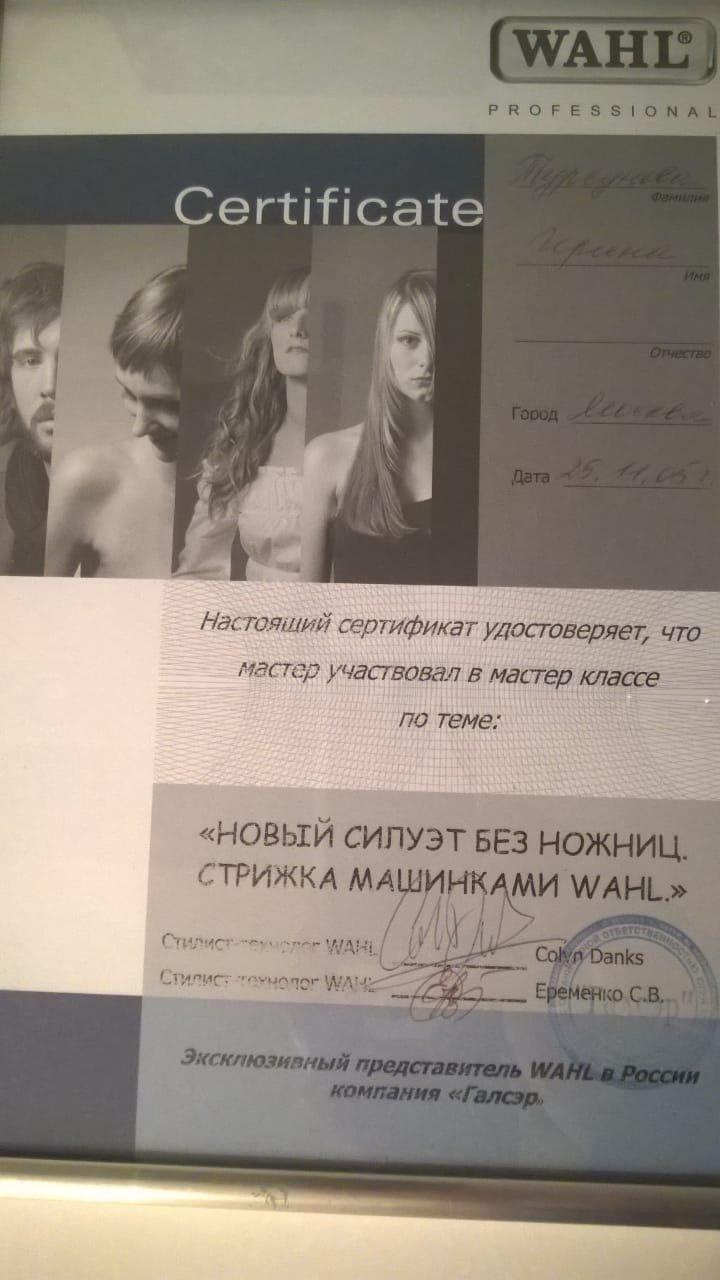 WAHL®
PROFESSIONAL
Certificate
Фамилия
Ирина
Имя
Отчество
Город Москва
Дата 25.11.05 г
Настоящий сертификат удостоверяет, что
мастер участвовал в мастер классе
по теме:
«НОВЫЙ СИЛУЭТ БЕЗ НОЖНИЦ.
СТРИЖКА МАШИНКАМИ WAHL.»
Стилист-технолог WAHL Colyn Danks
Стилист-технолог WAHL Еременко С.В.
Эксклюзивный представитель WAHL в России
компания «Галсэр»